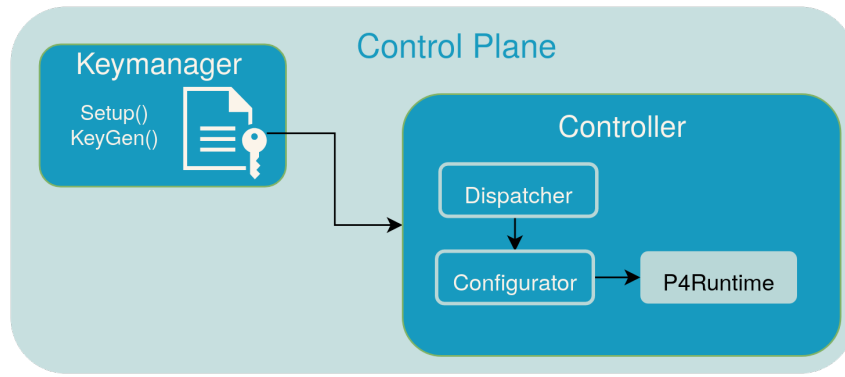 Control Plane
Keymanager
Setup()
KeyGen()
Controller
Dispatcher
Configurator
P4Runtime